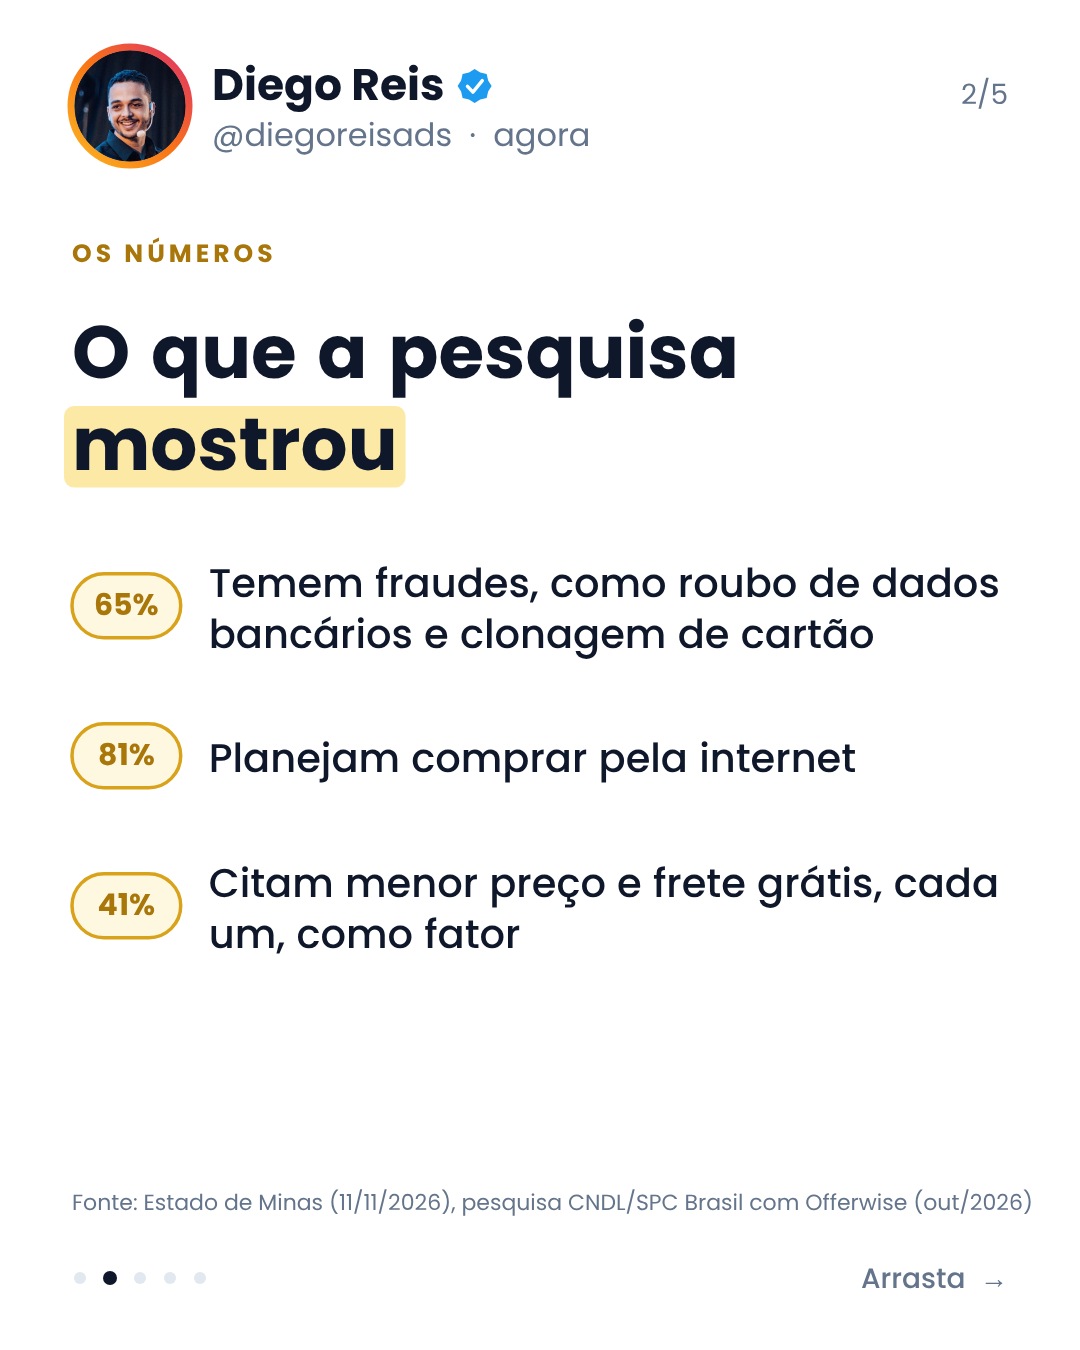 Diego Reis
2/5
@diegoreisads · agora
OS NÚMEROS
O que a pesquisa
mostrou
65%
Temem fraudes, como roubo de dados
bancários e clonagem de cartão
81%
Planejam comprar pela internet
41%
Citam menor preço e frete grátis, cada
um, como fator
Fonte: Estado de Minas (11/11/2026), pesquisa CNDL/SPC Brasil com Offerwise (out/2026)
Arrasta →